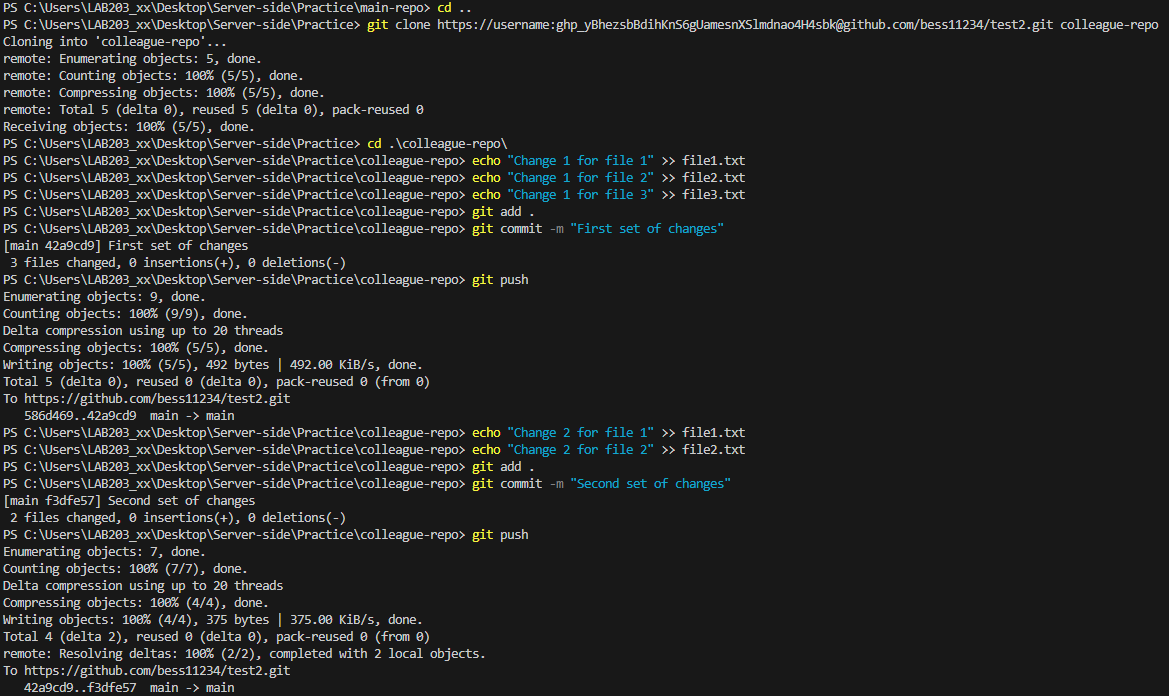 PS C:\Users\LAB203_xx\Desktop\Server-side\Practice\main-repo> cd ..
PS C:\Users\LAB203_xx\Desktop\Server-side\Practice> git clone https://username: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@github.com/bess11234/test2.git colleague-repo
Cloning into 'colleague-repo'...
remote: Enumerating objects: 5, done.
remote: Counting objects: 100% (5/5), done.
remote: Compressing objects: 100% (5/5), done.
remote: Total 5 (delta 0), reused 5 (delta 0), pack-reused 0
Receiving objects: 100% (5/5), done.
PS C:\Users\LAB203_xx\Desktop\Server-side\Practice> cd .\colleague-repo\
PS C:\Users\LAB203_xx\Desktop\Server-side\Practice\colleague-repo> echo "Change 1 for file 1" >> file1.txt
PS C:\Users\LAB203_xx\Desktop\Server-side\Practice\colleague-repo> echo "Change 1 for file 2" >> file2.txt
PS C:\Users\LAB203_xx\Desktop\Server-side\Practice\colleague-repo> echo "Change 1 for file 3" >> file3.txt
PS C:\Users\LAB203_xx\Desktop\Server-side\Practice\colleague-repo> git add .
PS C:\Users\LAB203_xx\Desktop\Server-side\Practice\colleague-repo> git commit -m "First set of changes"
[main 42a9cd9] First set of changes
 3 files changed, 0 insertions(+), 0 deletions(-)
PS C:\Users\LAB203_xx\Desktop\Server-side\Practice\colleague-repo> git push
Enumerating objects: 9, done.
Counting objects: 100% (9/9), done.
Delta compression using up to 20 threads
Compressing objects: 100% (5/5), done.
Writing objects: 100% (5/5), 492 bytes | 492.00 KiB/s, done.
Total 5 (delta 0), reused 0 (delta 0), pack-reused 0 (from 0)
To https://github.com/bess11234/test2.git
   586d469..42a9cd9  main -> main
PS C:\Users\LAB203_xx\Desktop\Server-side\Practice\colleague-repo> echo "Change 2 for file 1" >> file1.txt
PS C:\Users\LAB203_xx\Desktop\Server-side\Practice\colleague-repo> echo "Change 2 for file 2" >> file2.txt
PS C:\Users\LAB203_xx\Desktop\Server-side\Practice\colleague-repo> git add .
PS C:\Users\LAB203_xx\Desktop\Server-side\Practice\colleague-repo> git commit -m "Second set of changes"
[main f3dfe57] Second set of changes
 2 files changed, 0 insertions(+), 0 deletions(-)
PS C:\Users\LAB203_xx\Desktop\Server-side\Practice\colleague-repo> git push
Enumerating objects: 7, done.
Counting objects: 100% (7/7), done.
Delta compression using up to 20 threads
Compressing objects: 100% (4/4), done.
Writing objects: 100% (4/4), 375 bytes | 375.00 KiB/s, done.
Total 4 (delta 2), reused 0 (delta 0), pack-reused 0 (from 0)
remote: Resolving deltas: 100% (2/2), completed with 2 local objects.
To https://github.com/bess11234/test2.git
   42a9cd9..f3dfe57  main -> main